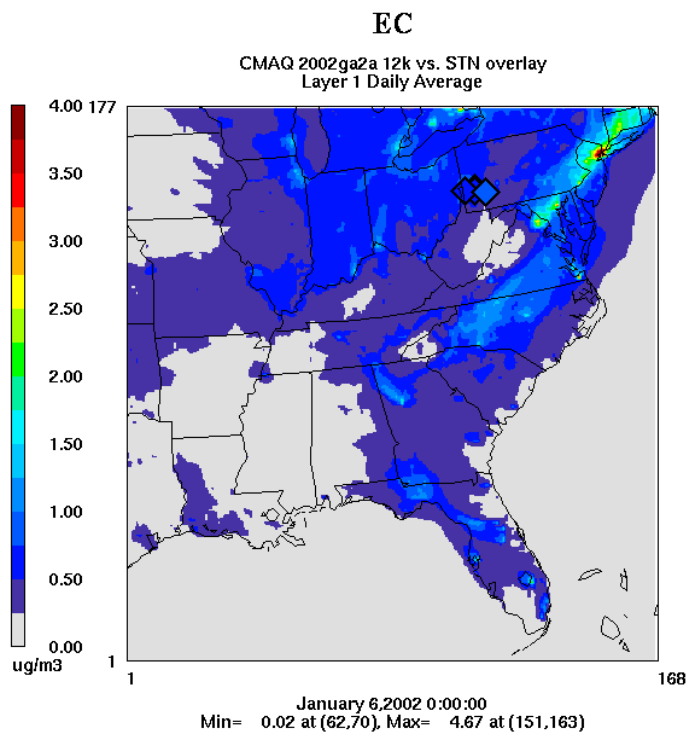 EC
CMAQ 2002ga2a 12k vs. STN overlay
Layer 1 Daily Average
4.00
3.50
3.00
2.50
2.00
1.50
1.00
0.50
0.00
ug/m3
177
1
1
168
January 6,2002 0:00:00
Min= 0.02 at (62,70), Max= 4.67 at (151,163)